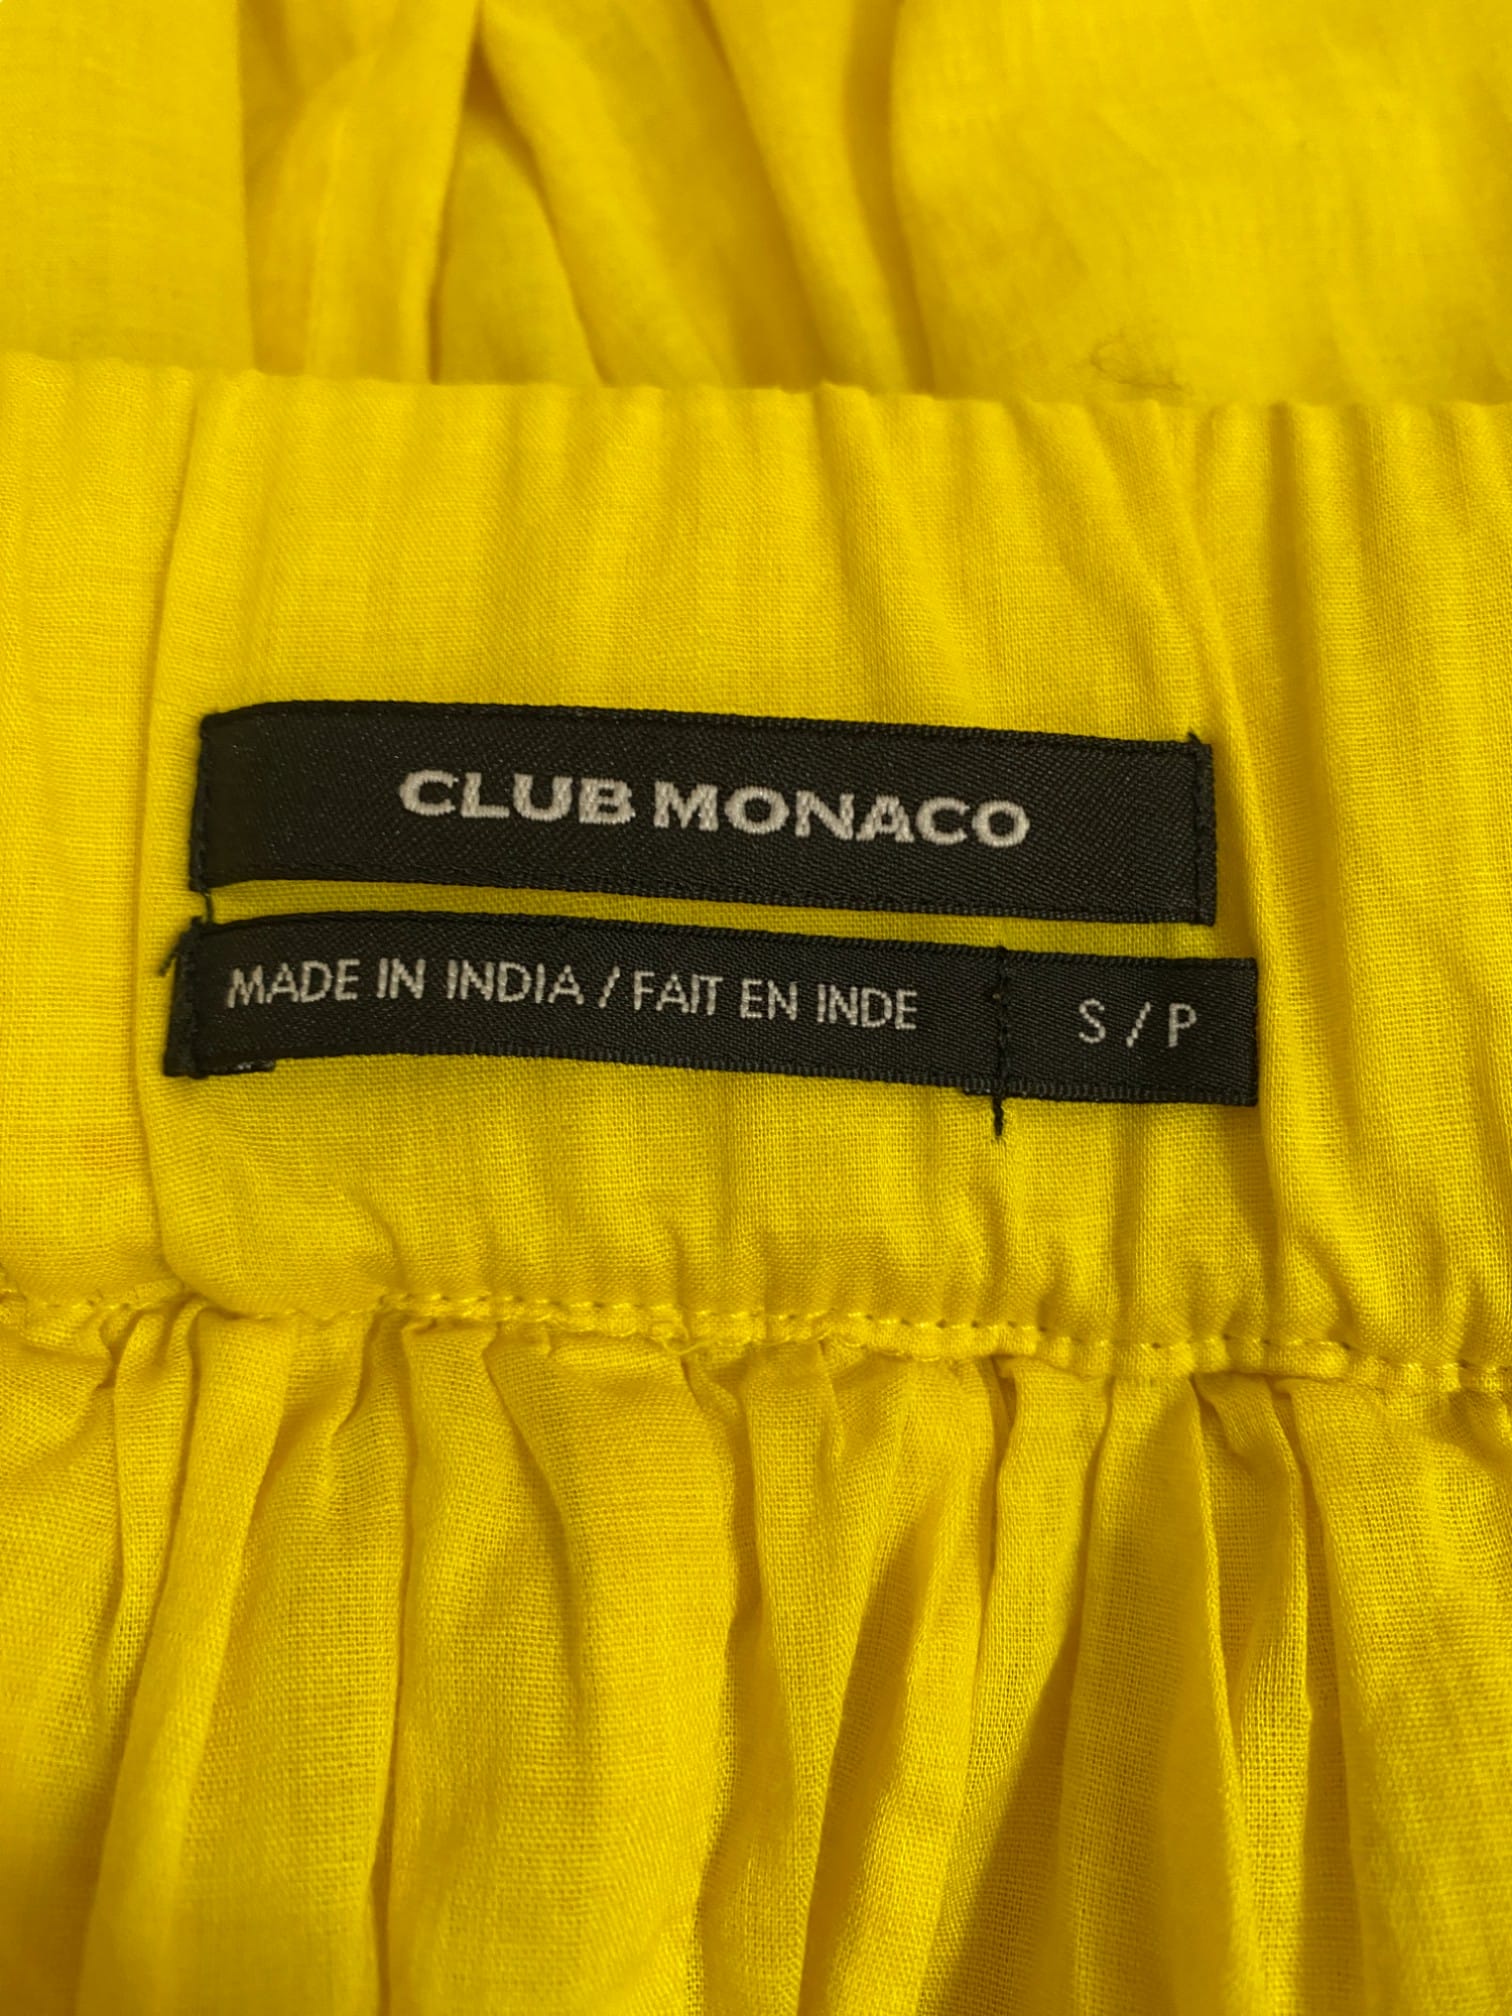 CLUB MONACO
MADE IN INDIA / FAIT EN INDE
S / P